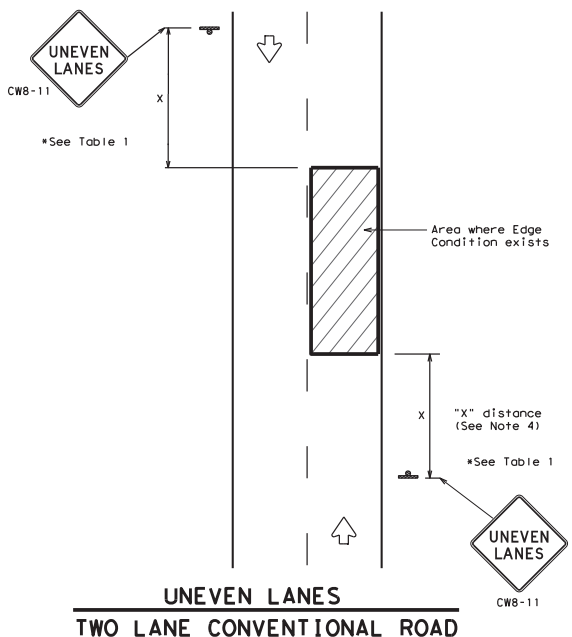 UNEVEN
LANES
CW8-11
X
*See Table 1
Area where Edge
Condition exists
X
"X" distance
(See Note 4)
*See Table 1
UNEVEN
LANES
CW8-11
UNEVEN LANES
TWO LANE CONVENTIONAL ROAD